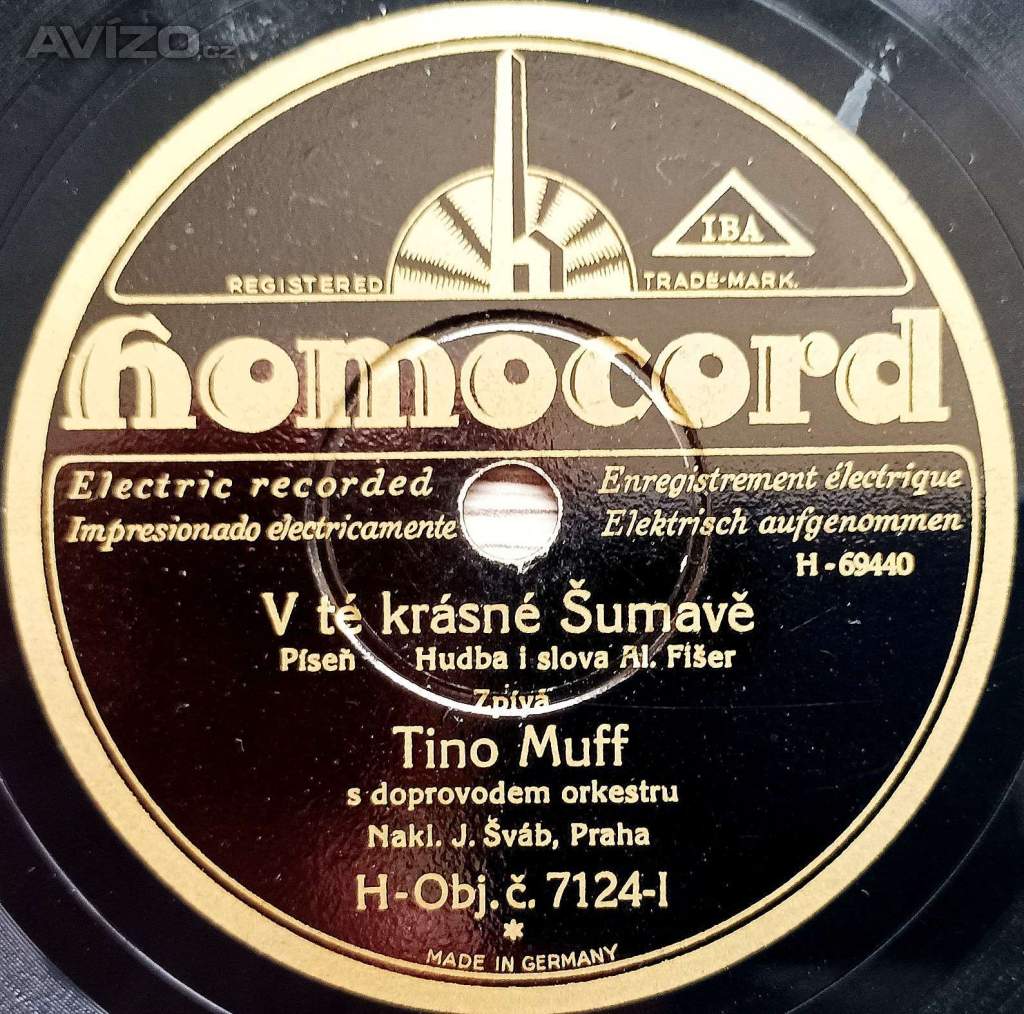 AVÍZO.cz
IBA
REGISTERED TRADE-MARK.
homocord
Electric recorded Enregistrement électrique
Impresionado electricamente Elektrisch aufgenommen
H-69440
V té krásné Šumavě
Píseň Hudba i slova Al. Fišer
Zpívá
Tino Muff
s doprovodem orkestru
Nakl. J. Šváb, Praha
H-Obj. č. 7124-I
*
MADE IN GERMANY